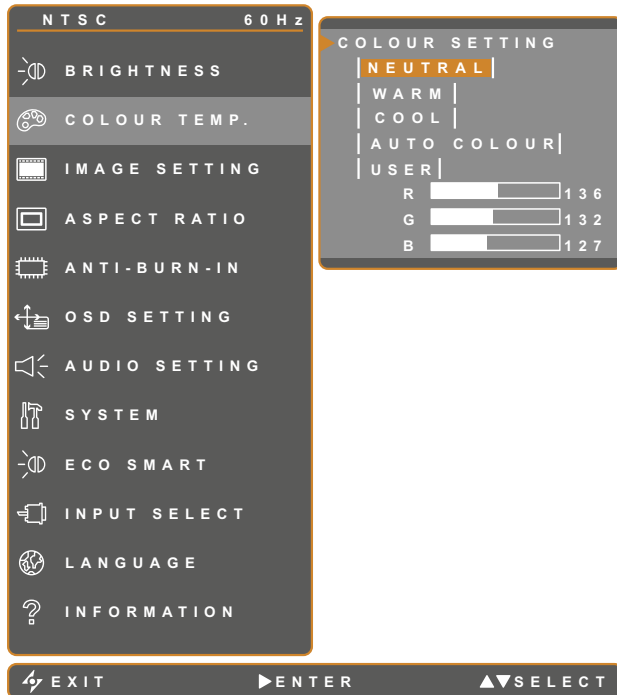 NTSC 60Hz
BRIGHTNESS
COLOUR TEMP.
IMAGE SETTING
ASPECT RATIO
ANTI-BURN-IN
OSD SETTING
AUDIO SETTING
SYSTEM
ECO SMART
INPUT SELECT
LANGUAGE
INFORMATION
COLOUR SETTING
NEUTRAL
WARM
COOL
AUTO COLOUR
USER
R 136
G 132
B 127
EXIT ▶ENTER ▲▼SELECT